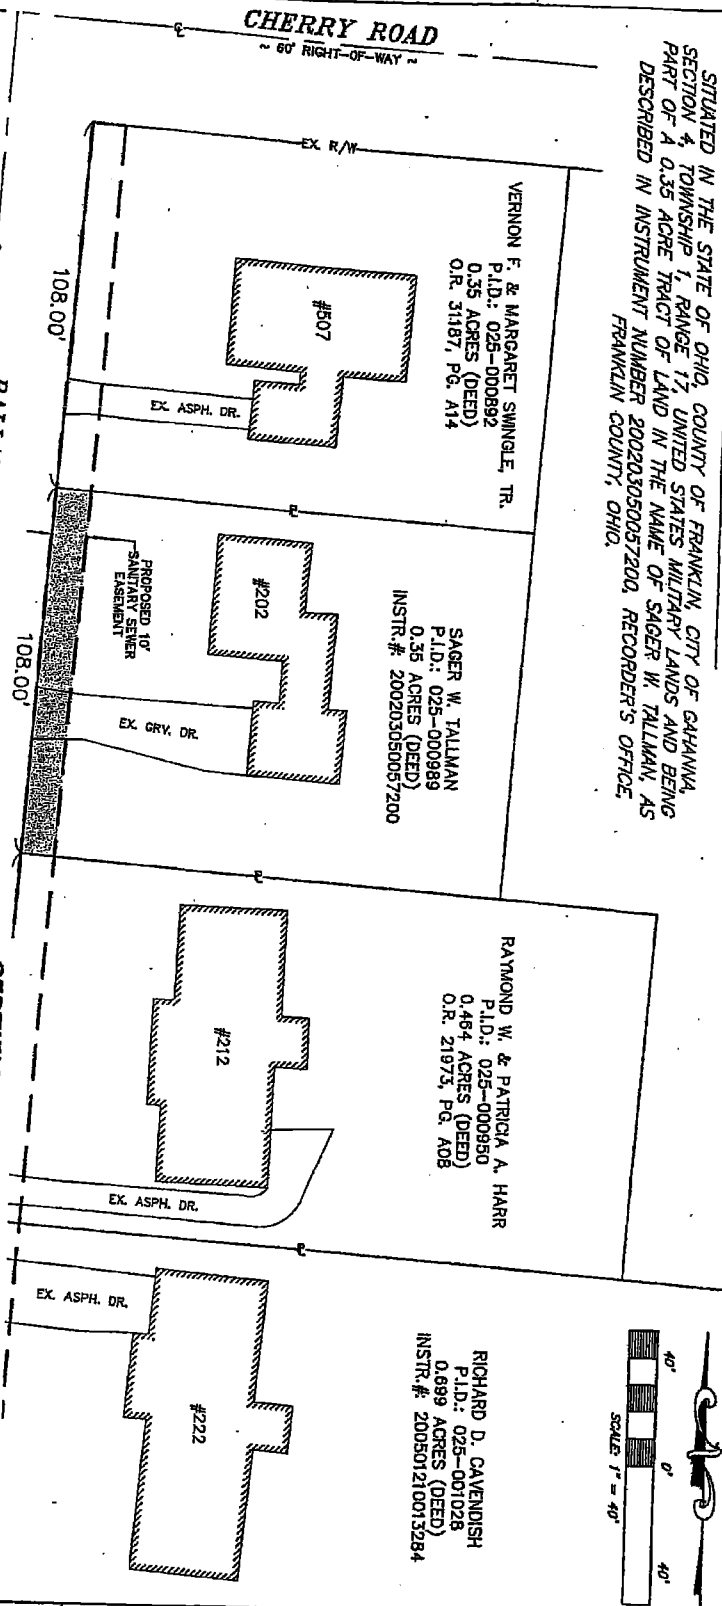 SITUATED IN THE STATE OF OHIO, COUNTY OF FRANKLIN, CITY OF GAHANNA,
SECTION 4, TOWNSHIP 1, RANGE 17, UNITED STATES MILITARY LANDS AND BEING
PART OF A 0.35 ACRE TRACT OF LAND IN THE NAME OF SAGER W. TALLMAN, AS
DESCRIBED IN INSTRUMENT NUMBER 200203050057200, RECORDER'S OFFICE,
FRANKLIN COUNTY, OHIO.
CHERRY ROAD
~ 60' RIGHT-OF-WAY ~
EX. R/W
VERNON F. & MARGARET SWINGLE, TR.
P.I.D.: 025-000892
0.35 ACRES (DEED)
O.R. 31187, PG. A14
#507
EX. ASPH. DR.
108.00'
SAGER W. TALLMAN
P.I.D.: 025-000989
0.35 ACRES (DEED)
INSTR.#: 200203050057200
#202
PROPOSED 10'
SANITARY SEWER
EASEMENT
EX. GRV. DR.
108.00'
RAYMOND W. & PATRICIA A. HARR
P.I.D.: 025-000950
0.464 ACRES (DEED)
O.R. 21973, PG. A08
#212
EX. ASPH. DR.
RICHARD D. CAVENDISH
P.I.D.: 025-001028
0.699 ACRES (DEED)
INSTR.#: 200501210013284
#222
EX. ASPH. DR.
40' 0' 40'
SCALE: 1" = 40'